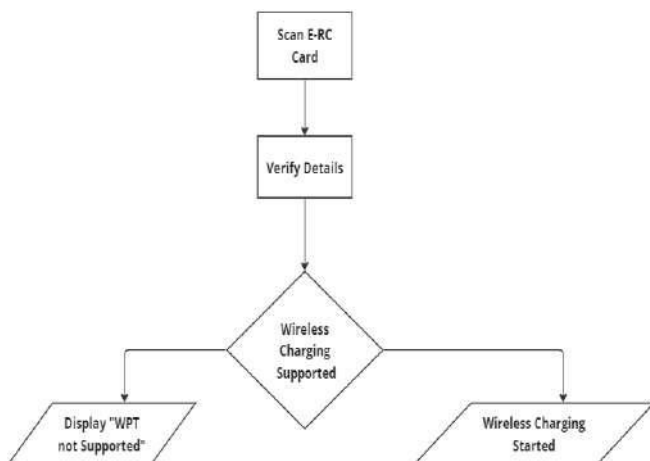 Scan E-RC
Card
Verify Details
Wireless
Charging
Supported
Display "WPT
not Supported"
Wireless Charging
Started